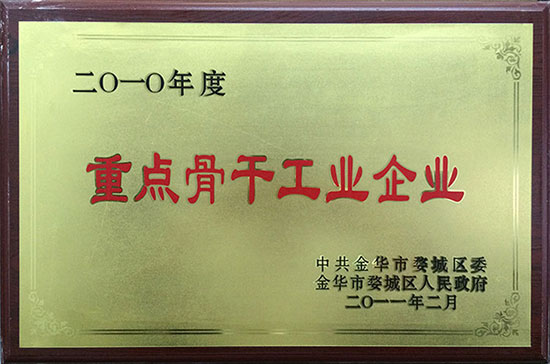 二〇一〇年度
重点骨干工业企业
中共金华市婺城区委
金华市婺城区人民政府
二〇一一年二月